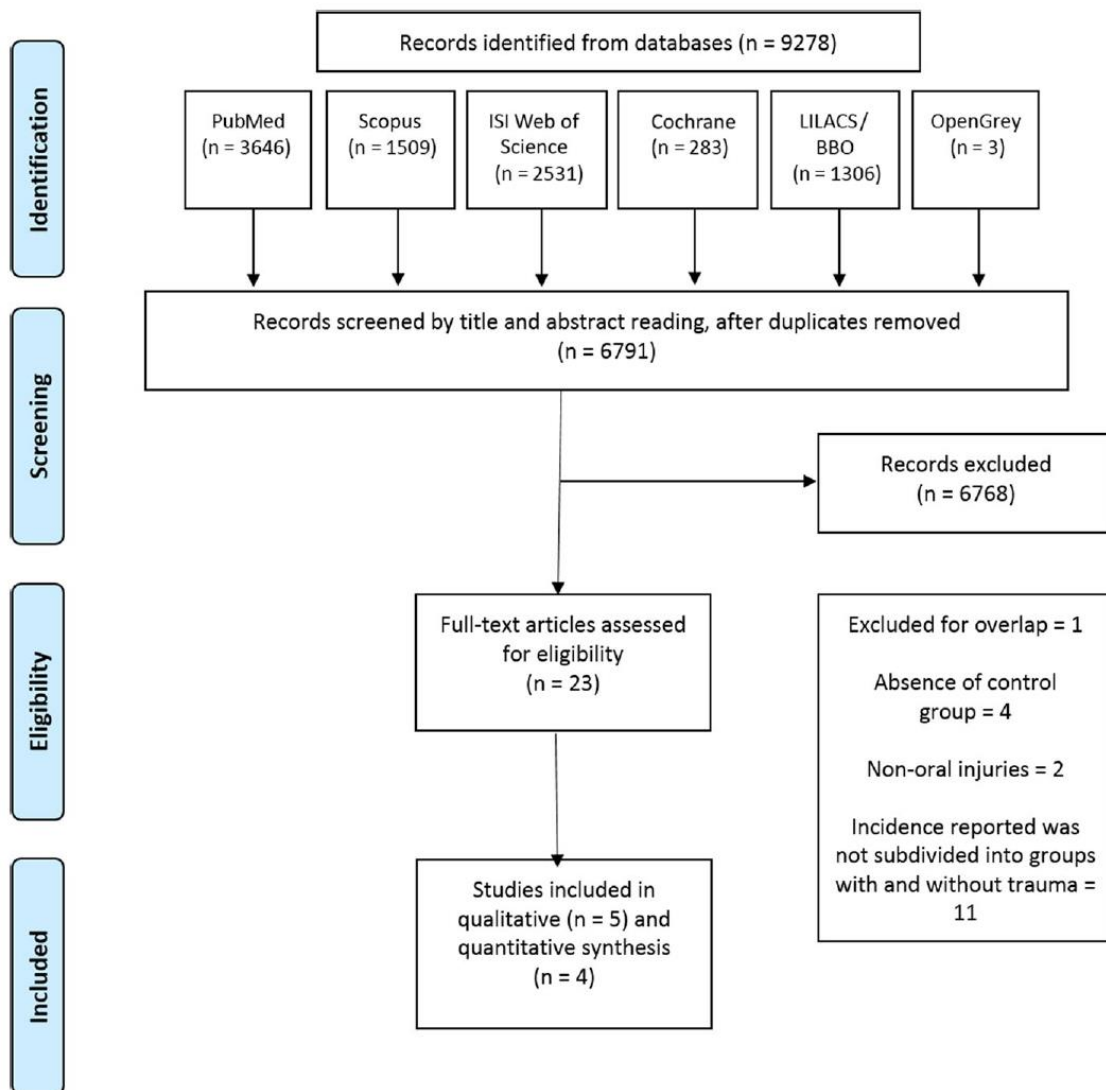 Identification
Records identified from databases (n = 9278)
PubMed
(n = 3646)
Scopus
(n = 1509)
ISI Web of
Science
(n = 2531)
Cochrane
(n = 283)
LILACS/
BBO
(n = 1306)
OpenGrey
(n = 3)
Screening
Records screened by title and abstract reading, after duplicates removed
(n = 6791)
Records excluded
(n = 6768)
Eligibility
Full-text articles assessed
for eligibility
(n = 23)
Excluded for overlap = 1
Absence of control
group = 4
Non-oral injuries = 2
Incidence reported was
not subdivided into groups
with and without trauma =
11
Included
Studies included in
qualitative (n = 5) and
quantitative synthesis
(n = 4)